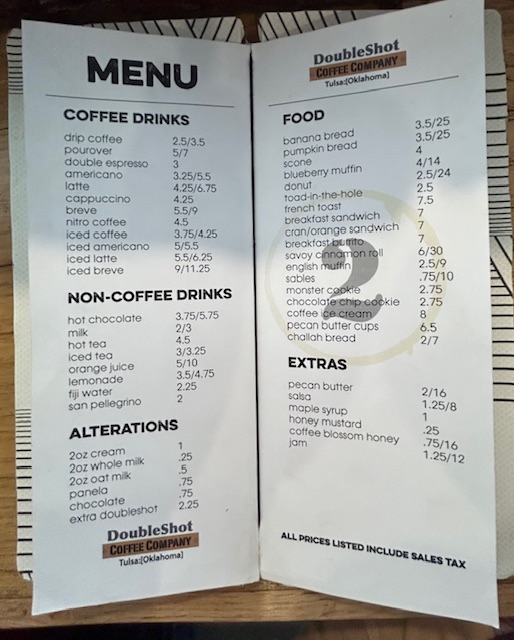 MENU
COFFEE DRINKS
drip coffee 2.5/3.5
pourover 5/7
double espresso 3
americano 3.25/5.5
latte 4.25/6.75
cappuccino 4.25
breve 5.5/9
nitro coffee 4.5
iced coffee 3.75/4.25
iced americano 5/5.5
iced latte 5.5/6.25
iced breve 9/11.25
NON-COFFEE DRINKS
hot chocolate 3.75/5.75
milk 2/3
hot tea 4.5
iced tea 3/3.25
orange juice 5/10
lemonade 3.5/4.75
fiji water 2.25
san pellegrino 2
ALTERATIONS
2oz cream 1
2oz whole milk .25
2oz oat milk .5
panela .75
chocolate .75
extra doubleshot 2.25
DoubleShot
COFFEE COMPANY
Tulsa:[Oklahoma]
DoubleShot
COFFEE COMPANY
Tulsa:[Oklahoma]
FOOD
banana bread 3.5/25
pumpkin bread 3.5/25
scone 4
blueberry muffin 4/14
donut 2.5/24
toad-in-the-hole 2.5
french toast 7.5
breakfast sandwich 7
cran/orange sandwich 7
breakfast burrito 7
savoy cinnamon roll 6/30
english muffin 2.5/9
sables .75/10
monster cookie 2.75
chocolate chip cookie 2.75
coffee ice cream 8
pecan butter cups 6.5
challah bread 2/7
2
EXTRAS
pecan butter 2/16
salsa 1.25/8
maple syrup 1
honey mustard .25
coffee blossom honey .75/16
jam 1.25/12
ALL PRICES LISTED INCLUDE SALES TAX